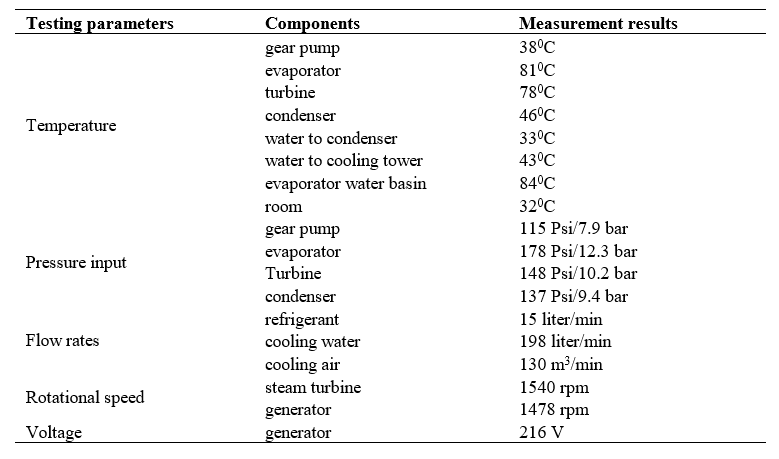 Testing parameters Components Measurement results
gear pump 38⁰C
evaporator 81⁰C
turbine 78⁰C
condenser 46⁰C
Temperature
water to condenser 33⁰C
water to cooling tower 43⁰C
evaporator water basin 84⁰C
room 32⁰C
gear pump 115 Psi/7.9 bar
evaporator 178 Psi/12.3 bar
Pressure input
Turbine 148 Psi/10.2 bar
condenser 137 Psi/9.4 bar
refrigerant 15 liter/min
Flow rates cooling water 198 liter/min
cooling air 130 m³/min
steam turbine 1540 rpm
Rotational speed
generator 1478 rpm
Voltage generator 216 V